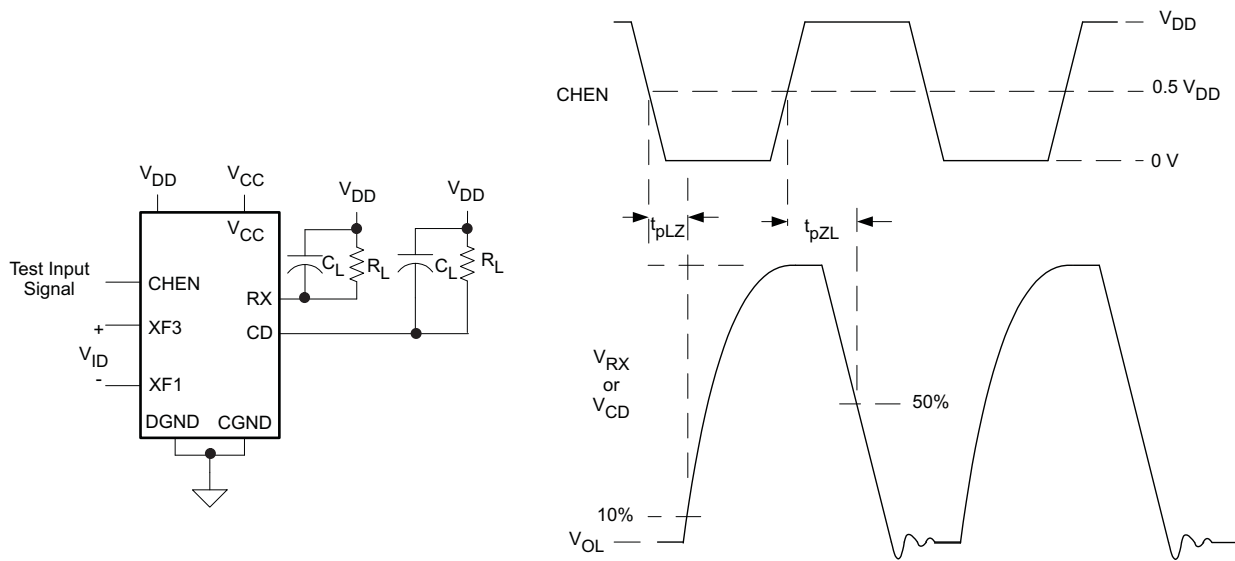 V_DD
V_CC
V_CC
Test Input
Signal
CHEN
+
XF3
V_ID
-
XF1
DGND
CGND
RX
CD
V_DD
C_L
R_L
V_DD
C_L
R_L
CHEN
V_DD
0.5 V_DD
0 V
t_pLZ
t_pZL
V_RX
or
V_CD
50%
10%
V_OL